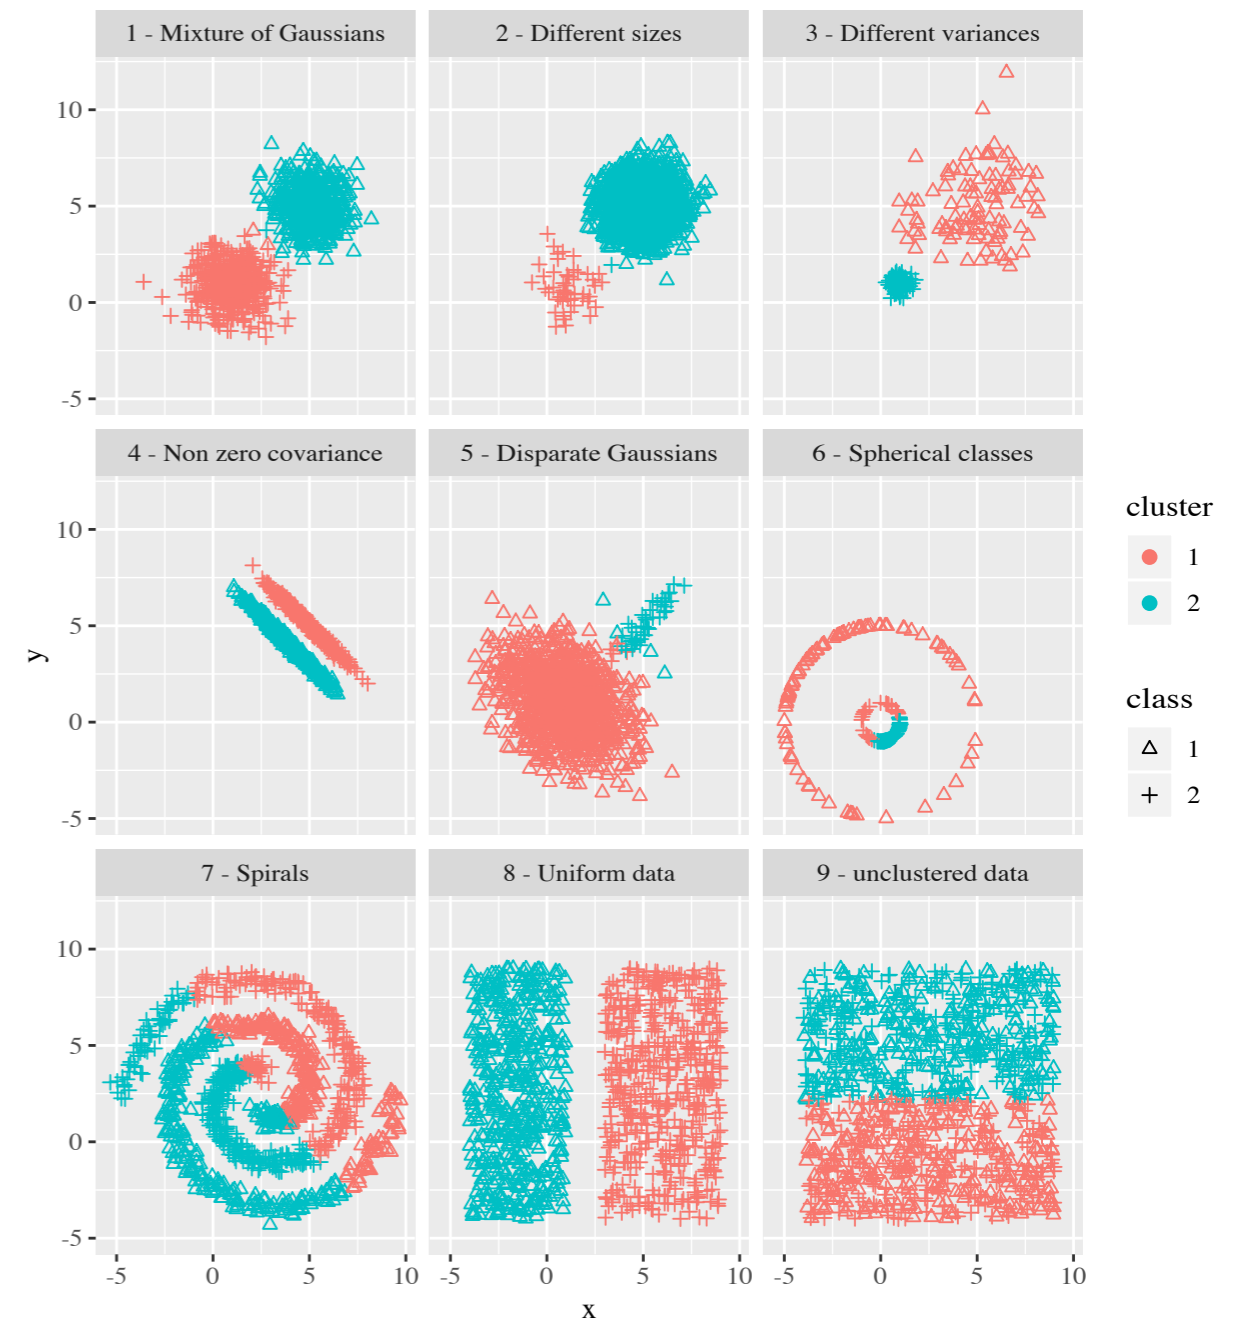 1 - Mixture of Gaussians
2 - Different sizes
3 - Different variances
10
5
0
-5
4 - Non zero covariance
5 - Disparate Gaussians
6 - Spherical classes
10
5
0
-5
y
7 - Spirals
8 - Uniform data
9 - unclustered data
10
5
0
-5
-5 0 5 10
-5 0 5 10
-5 0 5 10
x
cluster
1
2
class
1
2